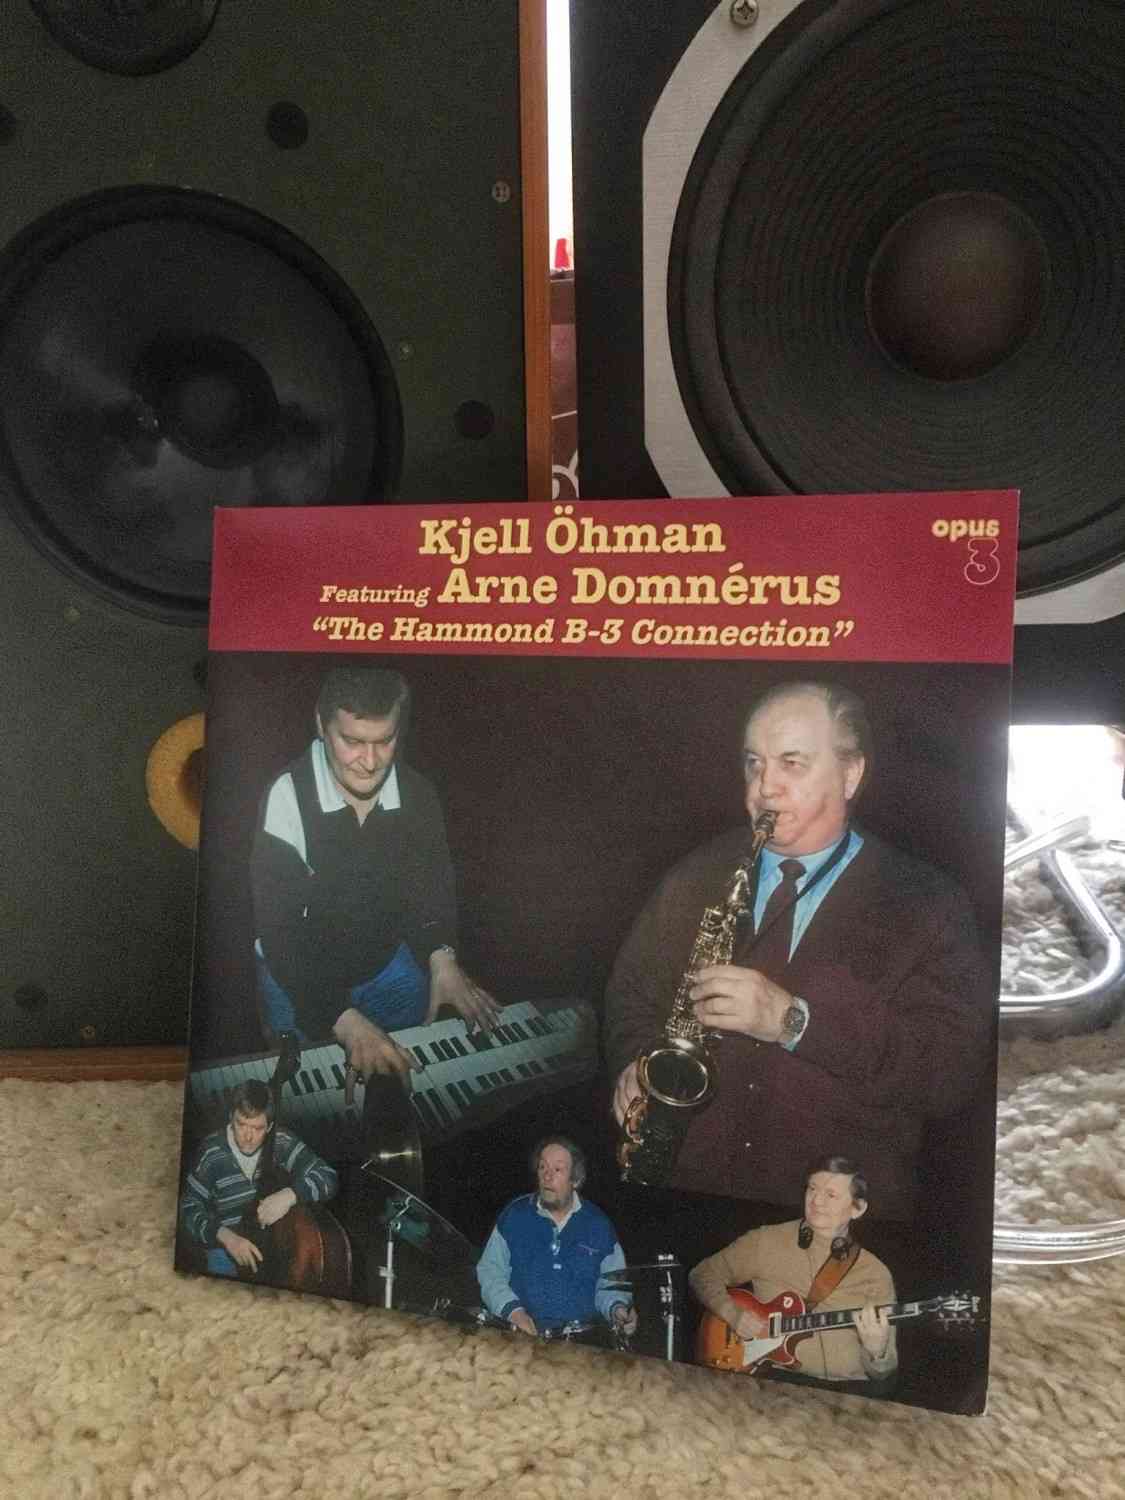 Kjell Öhman
Featuring Arne Domnérus
“The Hammond B-3 Connection”
opus
3